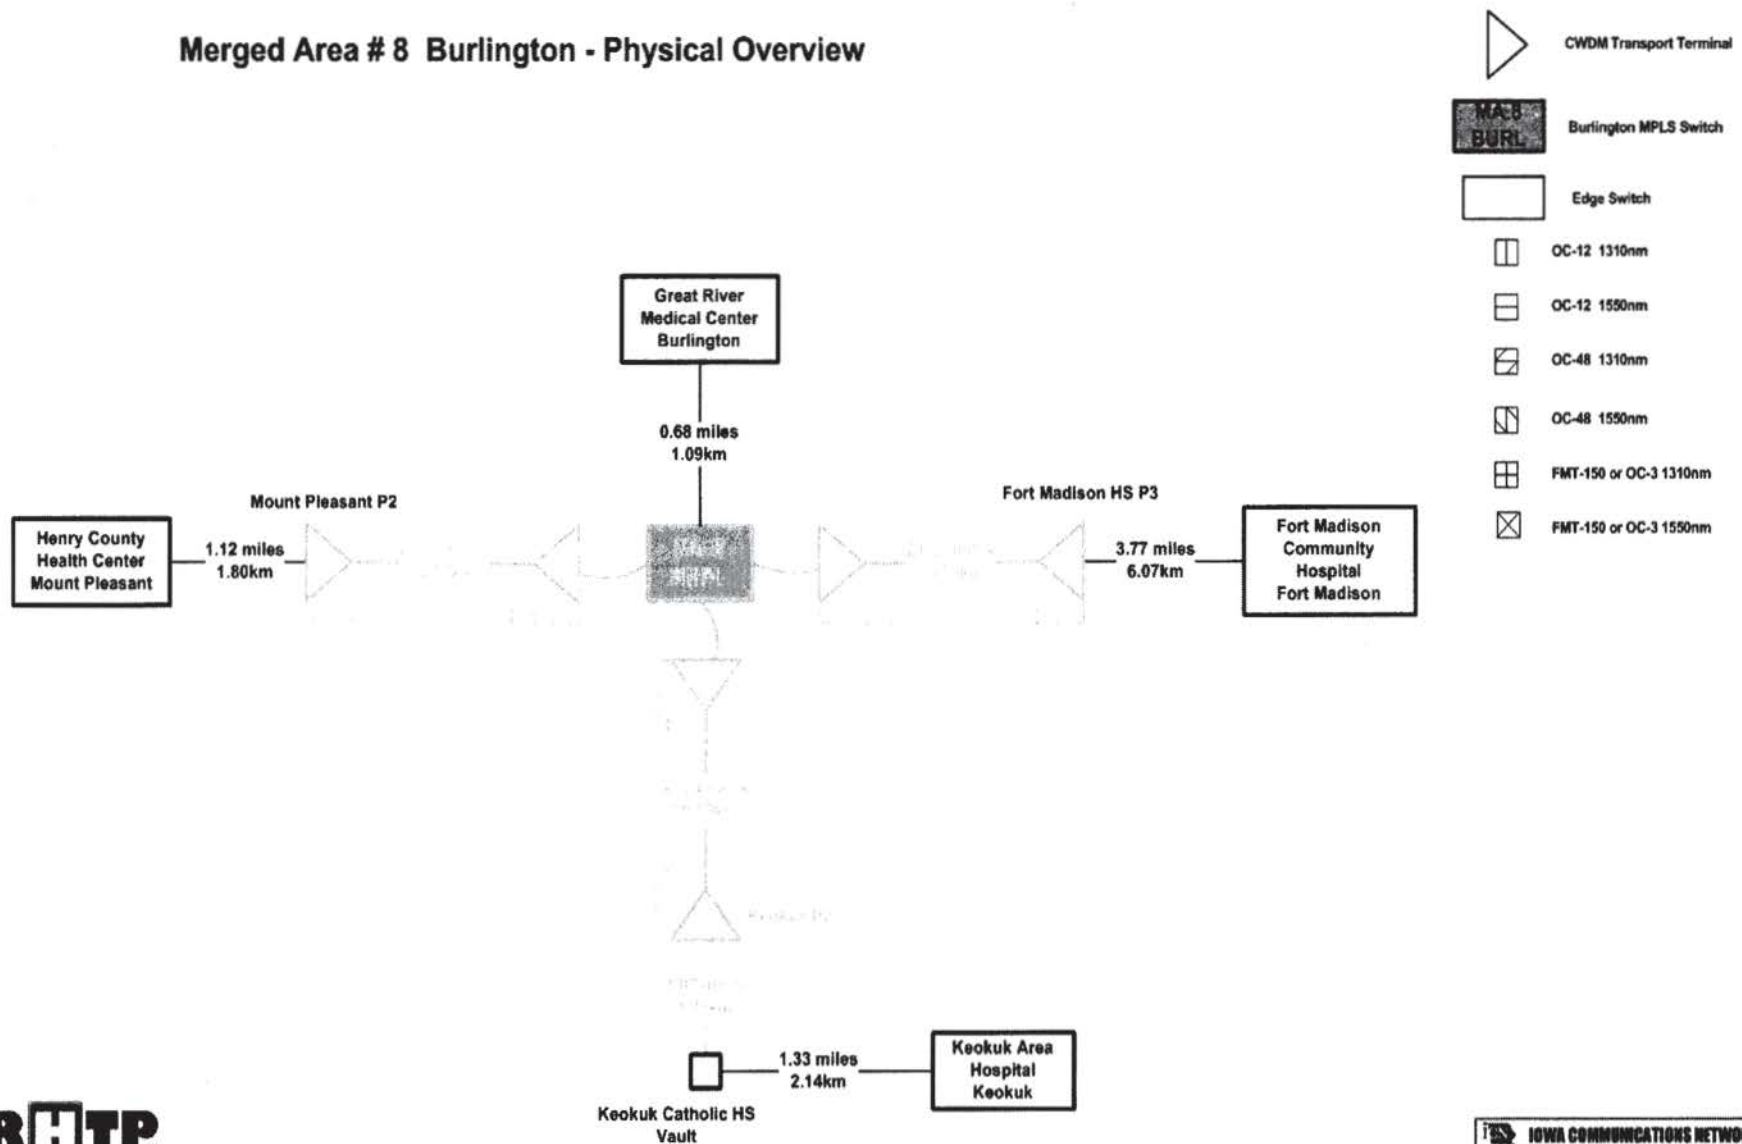 Merged Area # 8 Burlington - Physical Overview
CWDM Transport Terminal
MA-8
BURL
Burlington MPLS Switch
Edge Switch
OC-12 1310nm
OC-12 1550nm
OC-48 1310nm
OC-48 1550nm
FMT-150 or OC-3 1310nm
FMT-150 or OC-3 1550nm
Great River
Medical Center
Burlington
0.68 miles
1.09km
Mount Pleasant P2
Henry County
Health Center
Mount Pleasant
1.12 miles
1.80km
Fort Madison HS P3
3.77 miles
6.07km
Fort Madison
Community
Hospital
Fort Madison
1.33 miles
2.14km
Keokuk Area
Hospital
Keokuk
Keokuk Catholic HS
Vault
RHTP
IOWA COMMUNICATIONS NETWO